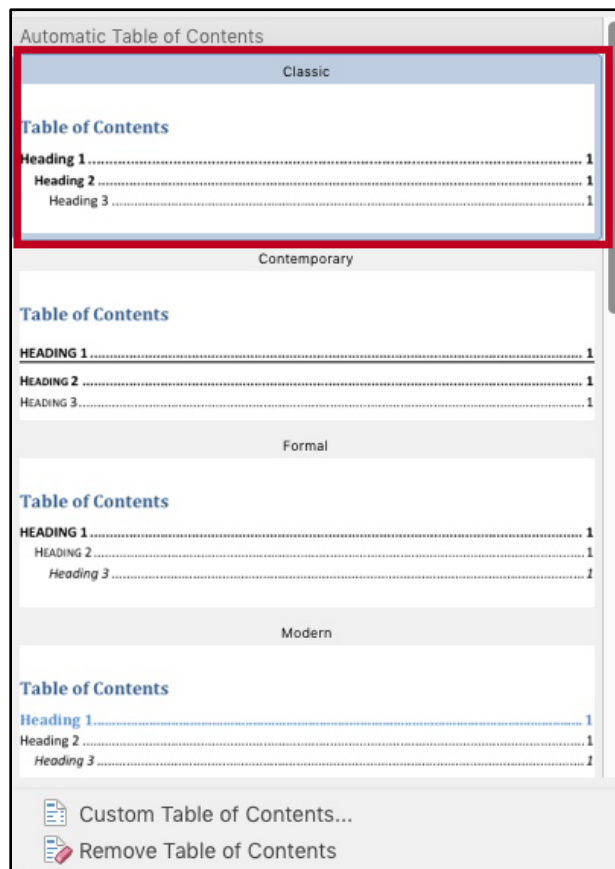 Automatic Table of Contents
Classic
Table of Contents
Heading 1 ........................................................................ 1
Heading 2 ........................................................................ 1
Heading 3 ........................................................................ 1
Contemporary
Table of Contents
HEADING 1 ........................................................................ 1
HEADING 2 ........................................................................ 1
HEADING 3 ........................................................................ 1
Formal
Table of Contents
HEADING 1 ........................................................................ 1
HEADING 2 ........................................................................ 1
Heading 3 ........................................................................ 1
Modern
Table of Contents
Heading 1 ........................................................................ 1
Heading 2 ........................................................................ 1
Heading 3 ........................................................................ 1
Custom Table of Contents...
Remove Table of Contents